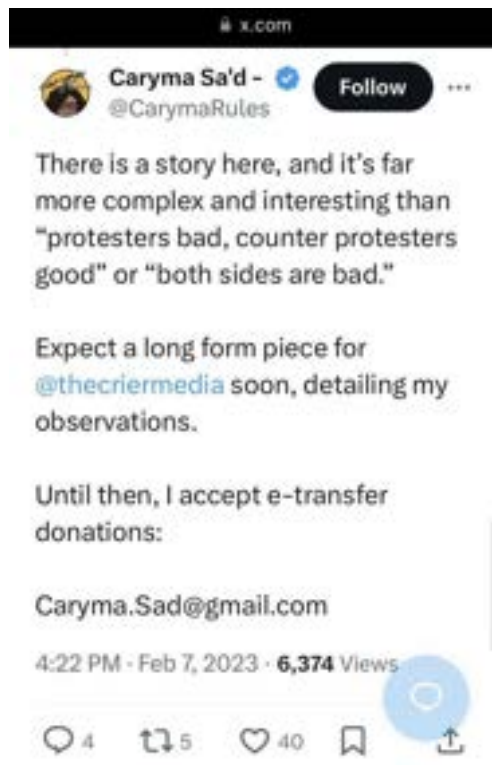 x.com
Caryma Sa'd -
Follow
@CarymaRules
There is a story here, and it's far
more complex and interesting than
“protesters bad, counter protesters
good” or “both sides are bad.”
Expect a long form piece for
@thecriermedia soon, detailing my
observations.
Until then, I accept e-transfer
donations:
Caryma.Sad@gmail.com
4:22 PM · Feb 7, 2023 · 6,374 Views
4 5 40